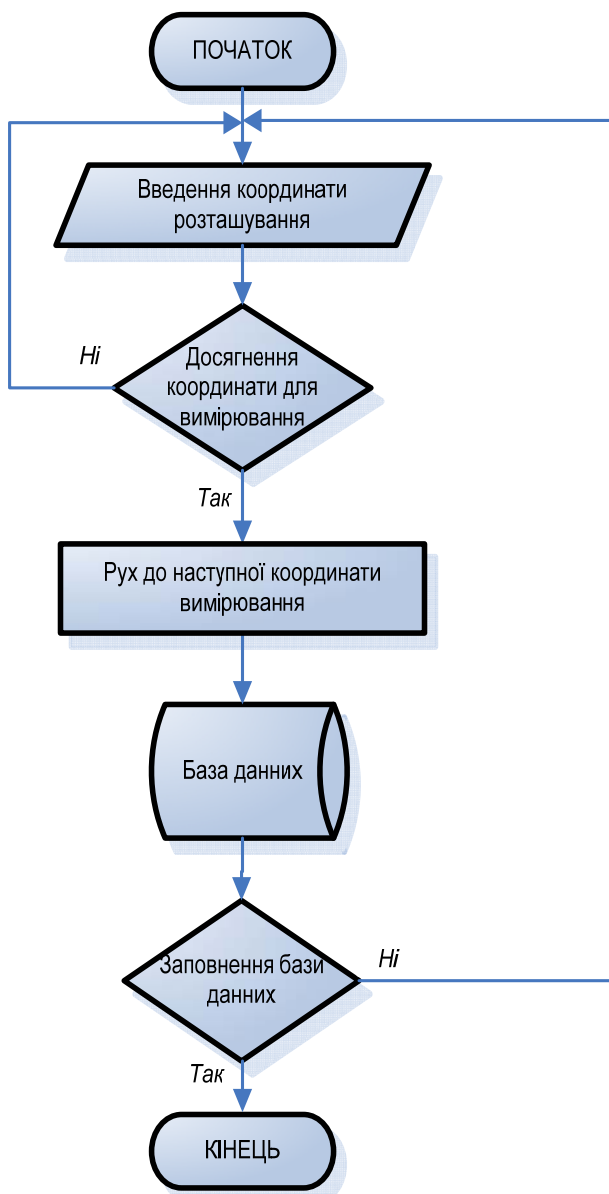 ПОЧАТОК
Введення координати
розташування
Ні
Досягнення
координати для
вимірювання
Так
Рух до наступної координати
вимірювання
База данних
Заповнення бази
данних
Ні
Так
КІНЕЦЬ